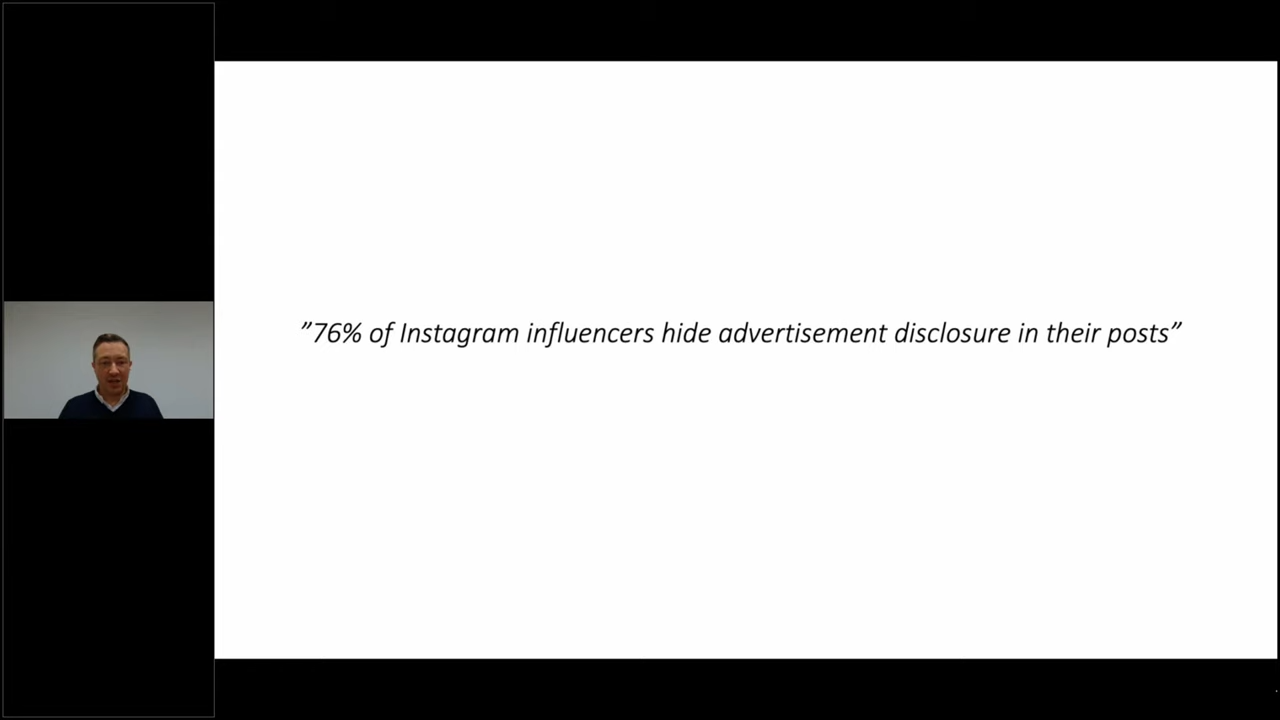 ”76% of Instagram influencers hide advertisement disclosure in their posts”